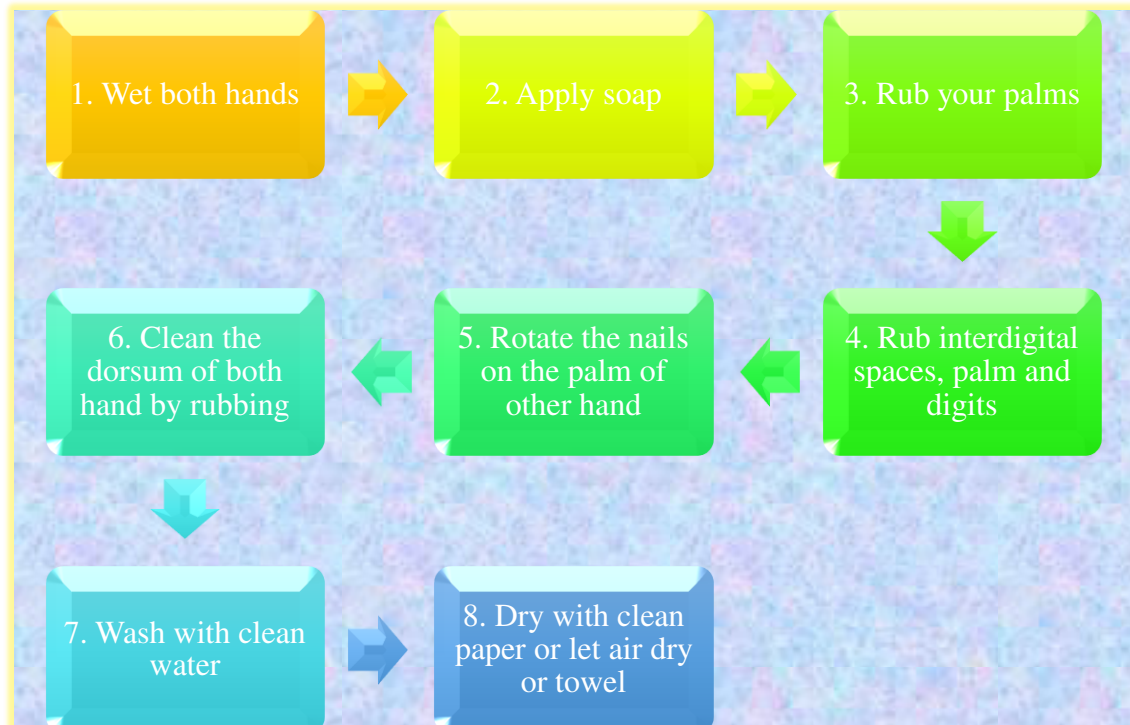 1. Wet both hands
2. Apply soap
3. Rub your palms
4. Rub interdigital
spaces, palm and
digits
5. Rotate the nails
on the palm of
other hand
6. Clean the
dorsum of both
hand by rubbing
7. Wash with clean
water
8. Dry with clean
paper or let air dry
or towel